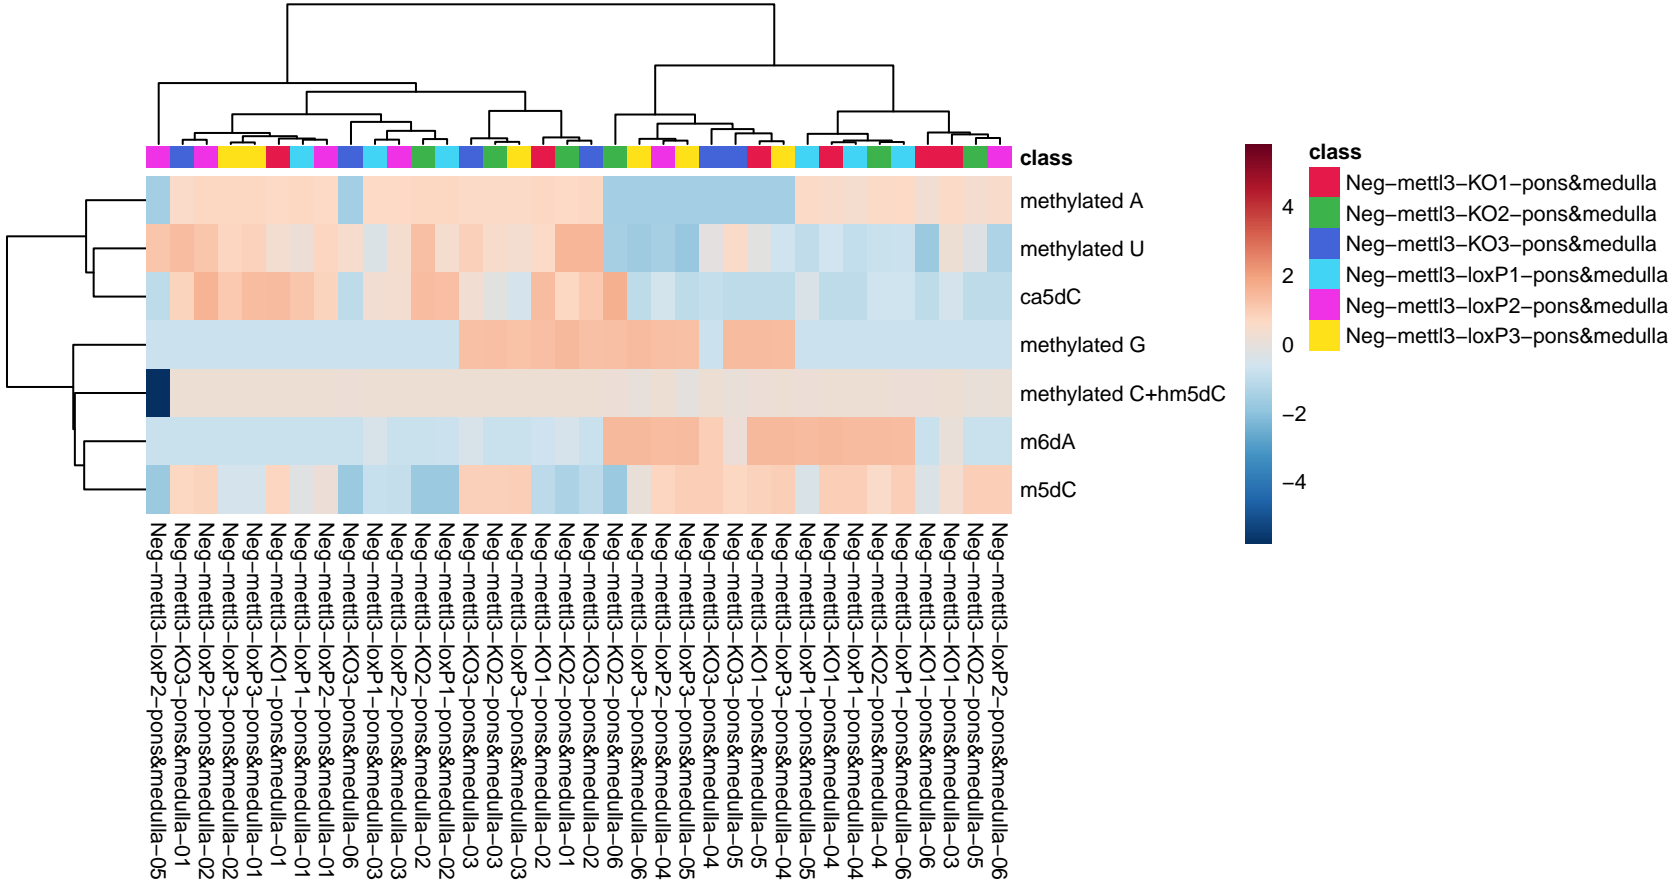 class
methylated A
methylated U
ca5dC
methylated G
methylated C+hm5dC
m6dA
m5dC
4
2
0
−2
−4
class
Neg−mettl3−KO1−pons&medulla
Neg−mettl3−KO2−pons&medulla
Neg−mettl3−KO3−pons&medulla
Neg−mettl3−loxP1−pons&medulla
Neg−mettl3−loxP2−pons&medulla
Neg−mettl3−loxP3−pons&medulla
Neg−mettl3−loxP2−pons&medulla−05
Neg−mettl3−KO3−pons&medulla−01
Neg−mettl3−loxP2−pons&medulla−02
Neg−mettl3−loxP3−pons&medulla−02
Neg−mettl3−loxP3−pons&medulla−01
Neg−mettl3−KO1−pons&medulla−01
Neg−mettl3−loxP1−pons&medulla−01
Neg−mettl3−loxP2−pons&medulla−01
Neg−mettl3−KO3−pons&medulla−06
Neg−mettl3−loxP1−pons&medulla−03
Neg−mettl3−loxP2−pons&medulla−03
Neg−mettl3−KO2−pons&medulla−02
Neg−mettl3−loxP1−pons&medulla−02
Neg−mettl3−KO3−pons&medulla−03
Neg−mettl3−KO2−pons&medulla−03
Neg−mettl3−loxP3−pons&medulla−03
Neg−mettl3−KO1−pons&medulla−02
Neg−mettl3−KO2−pons&medulla−01
Neg−mettl3−KO3−pons&medulla−02
Neg−mettl3−KO2−pons&medulla−06
Neg−mettl3−loxP3−pons&medulla−06
Neg−mettl3−loxP2−pons&medulla−04
Neg−mettl3−loxP3−pons&medulla−05
Neg−mettl3−KO3−pons&medulla−04
Neg−mettl3−KO3−pons&medulla−05
Neg−mettl3−KO1−pons&medulla−05
Neg−mettl3−loxP3−pons&medulla−04
Neg−mettl3−loxP1−pons&medulla−05
Neg−mettl3−KO1−pons&medulla−04
Neg−mettl3−loxP1−pons&medulla−04
Neg−mettl3−KO2−pons&medulla−04
Neg−mettl3−loxP1−pons&medulla−06
Neg−mettl3−KO1−pons&medulla−06
Neg−mettl3−KO1−pons&medulla−03
Neg−mettl3−KO2−pons&medulla−05
Neg−mettl3−loxP2−pons&medulla−06